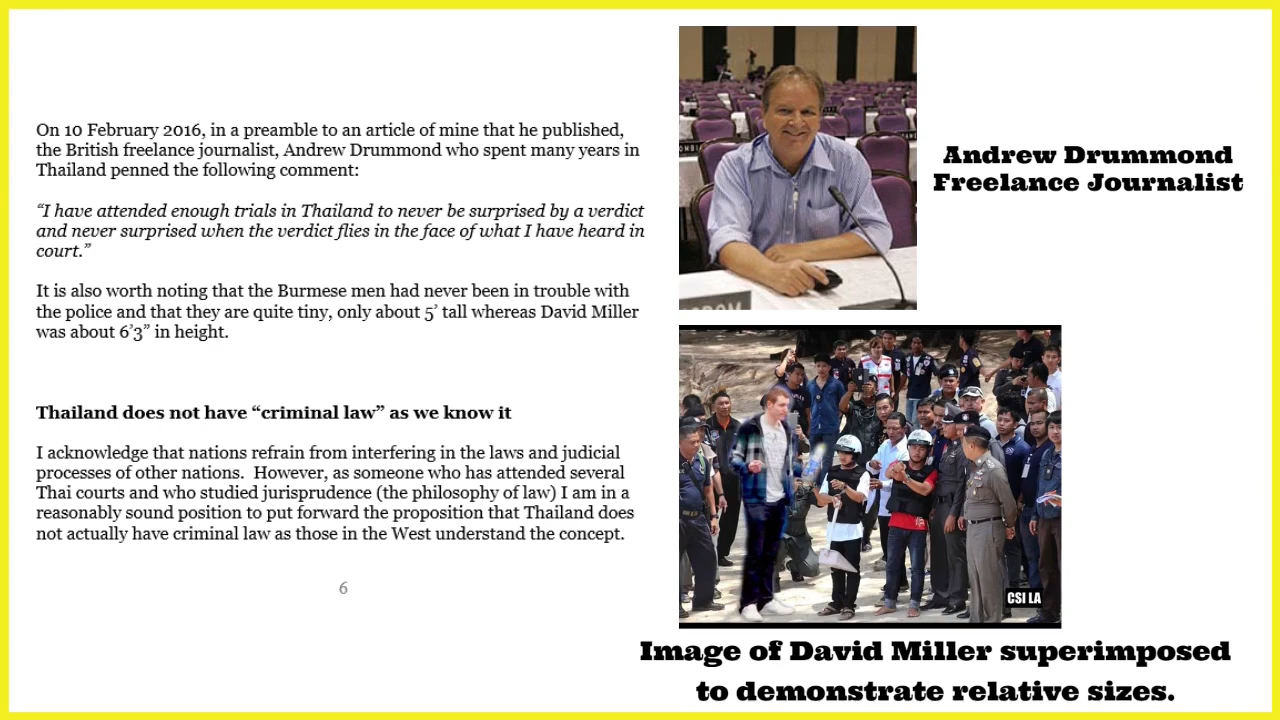 On 10 February 2016, in a preamble to an article of mine that he published,
the British freelance journalist, Andrew Drummond who spent many years in
Thailand penned the following comment:
“I have attended enough trials in Thailand to never be surprised by a verdict
and never surprised when the verdict flies in the face of what I have heard in
court.”
It is also worth noting that the Burmese men had never been in trouble with
the police and that they are quite tiny, only about 5’ tall whereas David Miller
was about 6’3” in height.
Thailand does not have “criminal law” as we know it
I acknowledge that nations refrain from interfering in the laws and judicial
processes of other nations.  However, as someone who has attended several
Thai courts and who studied jurisprudence (the philosophy of law) I am in a
reasonably sound position to put forward the proposition that Thailand does
not actually have criminal law as those in the West understand the concept.
6
Andrew Drummond
Freelance Journalist
CSI LA
Image of David Miller superimposed
to demonstrate relative sizes.